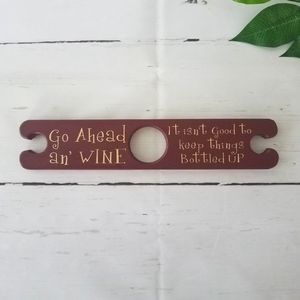 Go Ahead
an' WINE
It isn't Good to
keep things
Bottled UP